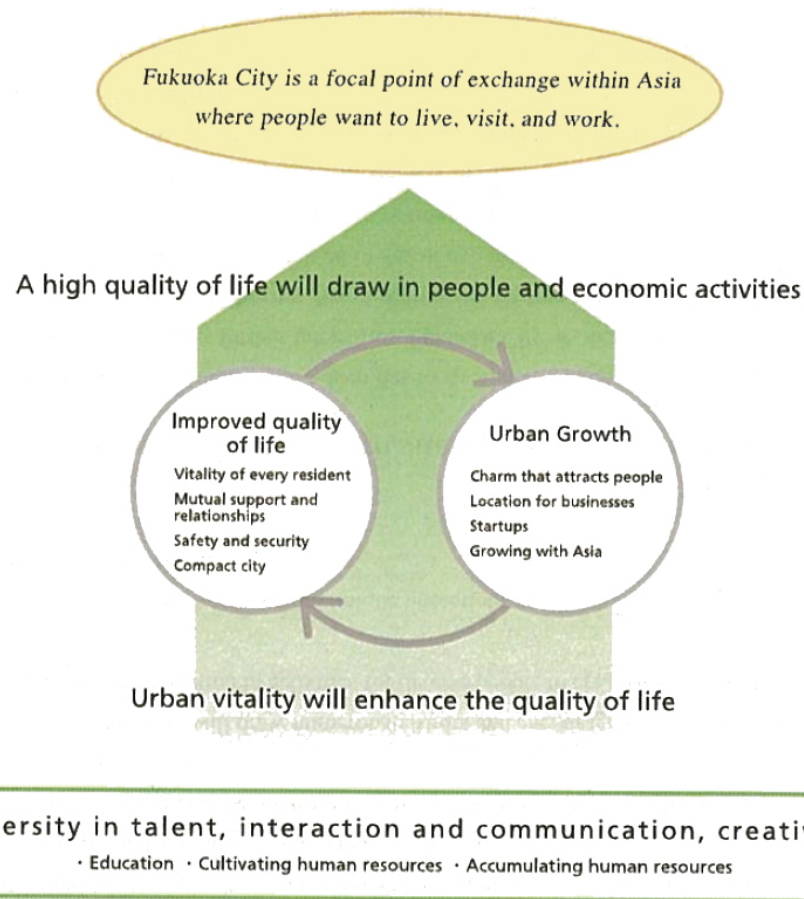 Fukuoka City is a focal point of exchange within Asia
where people want to live, visit, and work.
A high quality of life will draw in people and economic activities
Improved quality
of life
Vitality of every resident
Mutual support and
relationships
Safety and security
Compact city
Urban Growth
Charm that attracts people
Location for businesses
Startups
Growing with Asia
Urban vitality will enhance the quality of life
ersity in talent, interaction and communication, creativ
· Education · Cultivating human resources · Accumulating human resources